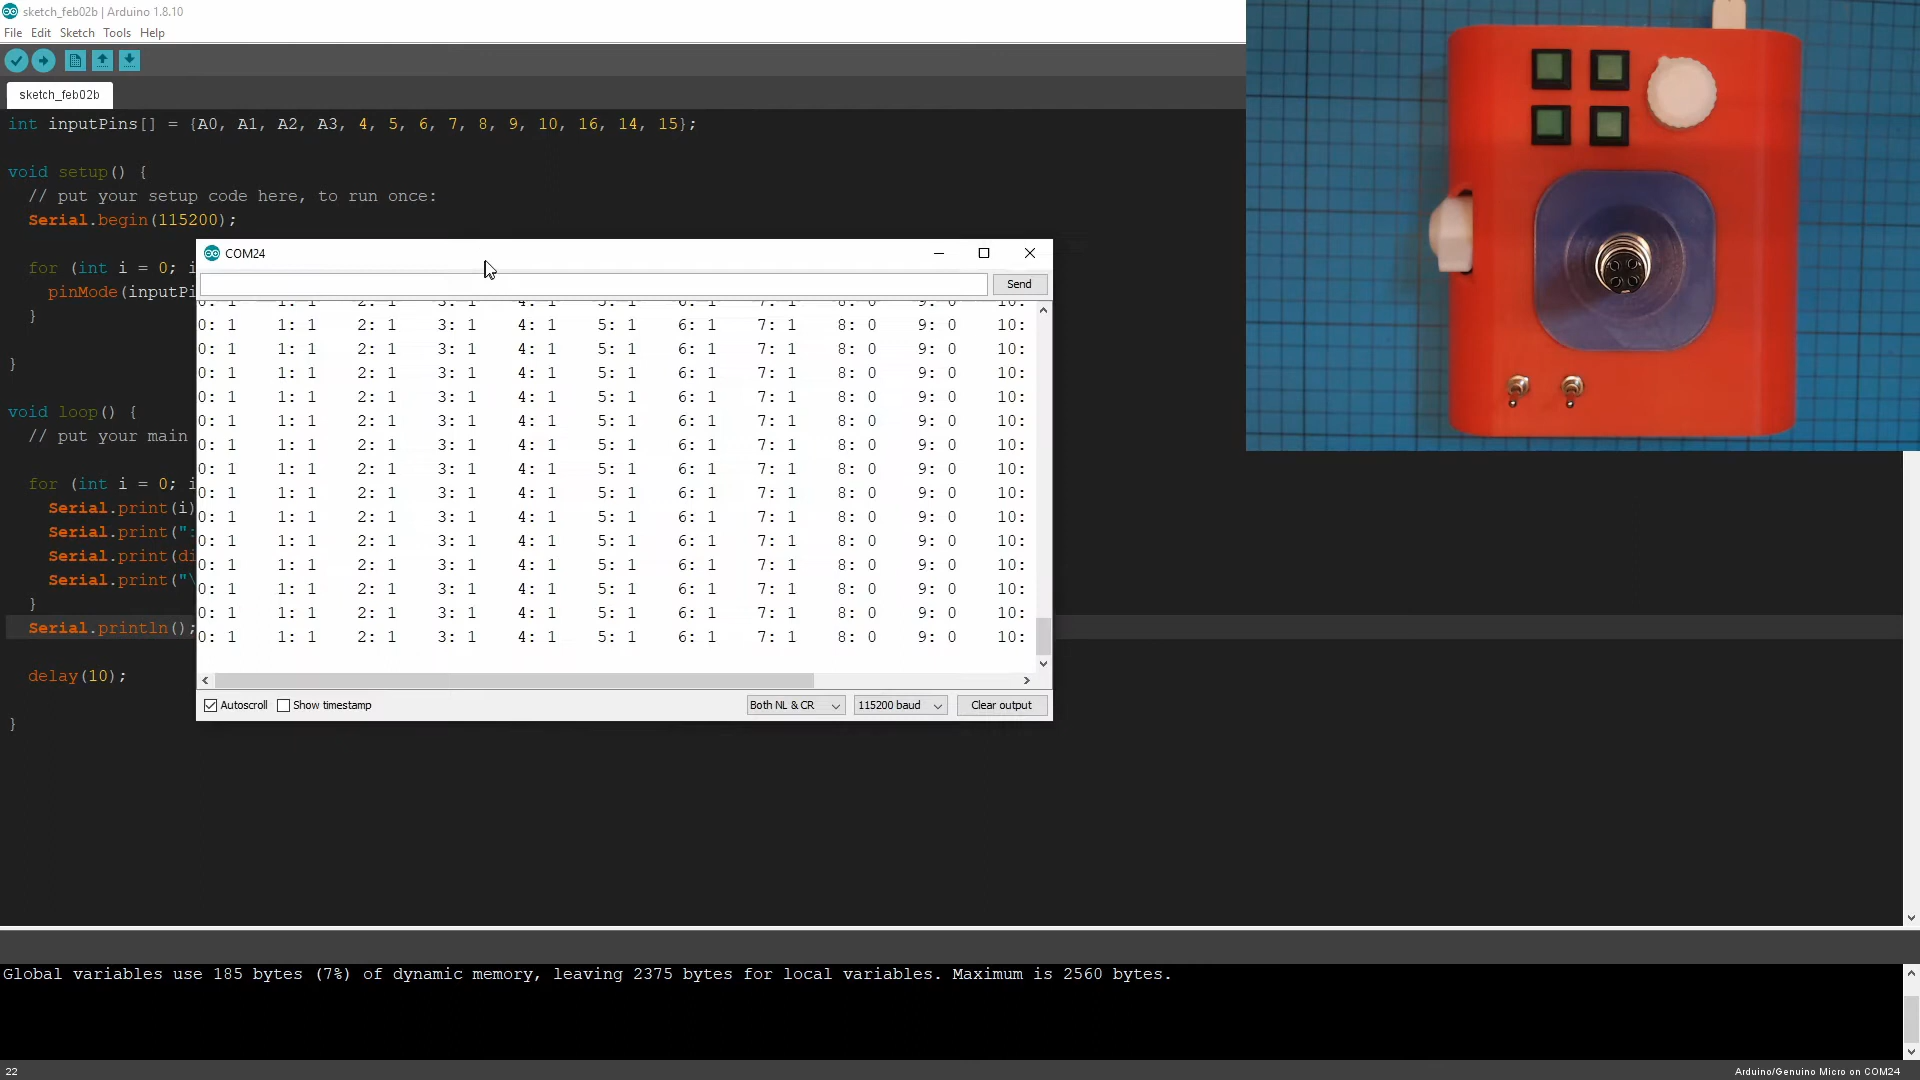 sketch_feb02b | Arduino 1.8.10
File Edit Sketch Tools Help
sketch_feb02b
int inputPins[] = {A0, A1, A2, A3, 4, 5, 6, 7, 8, 9, 10, 16, 14, 15};
void setup() {
// put your setup code here, to run once:
Serial.begin(115200);
for (int i = 0; i
pinMode(inputPi
}
}
void loop() {
// put your main
for (int i = 0; i
Serial.print(i)
Serial.print(":
Serial.print(di
Serial.print("\
}
Serial.println();
delay(10);
}
COM24
Send
0: 1 1: 1 2: 1 3: 1 4: 1 5: 1 6: 1 7: 1 8: 0 9: 0 10:
0: 1 1: 1 2: 1 3: 1 4: 1 5: 1 6: 1 7: 1 8: 0 9: 0 10:
0: 1 1: 1 2: 1 3: 1 4: 1 5: 1 6: 1 7: 1 8: 0 9: 0 10:
0: 1 1: 1 2: 1 3: 1 4: 1 5: 1 6: 1 7: 1 8: 0 9: 0 10:
0: 1 1: 1 2: 1 3: 1 4: 1 5: 1 6: 1 7: 1 8: 0 9: 0 10:
0: 1 1: 1 2: 1 3: 1 4: 1 5: 1 6: 1 7: 1 8: 0 9: 0 10:
0: 1 1: 1 2: 1 3: 1 4: 1 5: 1 6: 1 7: 1 8: 0 9: 0 10:
0: 1 1: 1 2: 1 3: 1 4: 1 5: 1 6: 1 7: 1 8: 0 9: 0 10:
0: 1 1: 1 2: 1 3: 1 4: 1 5: 1 6: 1 7: 1 8: 0 9: 0 10:
0: 1 1: 1 2: 1 3: 1 4: 1 5: 1 6: 1 7: 1 8: 0 9: 0 10:
0: 1 1: 1 2: 1 3: 1 4: 1 5: 1 6: 1 7: 1 8: 0 9: 0 10:
0: 1 1: 1 2: 1 3: 1 4: 1 5: 1 6: 1 7: 1 8: 0 9: 0 10:
0: 1 1: 1 2: 1 3: 1 4: 1 5: 1 6: 1 7: 1 8: 0 9: 0 10:
0: 1 1: 1 2: 1 3: 1 4: 1 5: 1 6: 1 7: 1 8: 0 9: 0 10:
Autoscroll Show timestamp Both NL & CR 115200 baud Clear output
Global variables use 185 bytes (7%) of dynamic memory, leaving 2375 bytes for local variables. Maximum is 2560 bytes.
22 Arduino/Genuino Micro on COM24